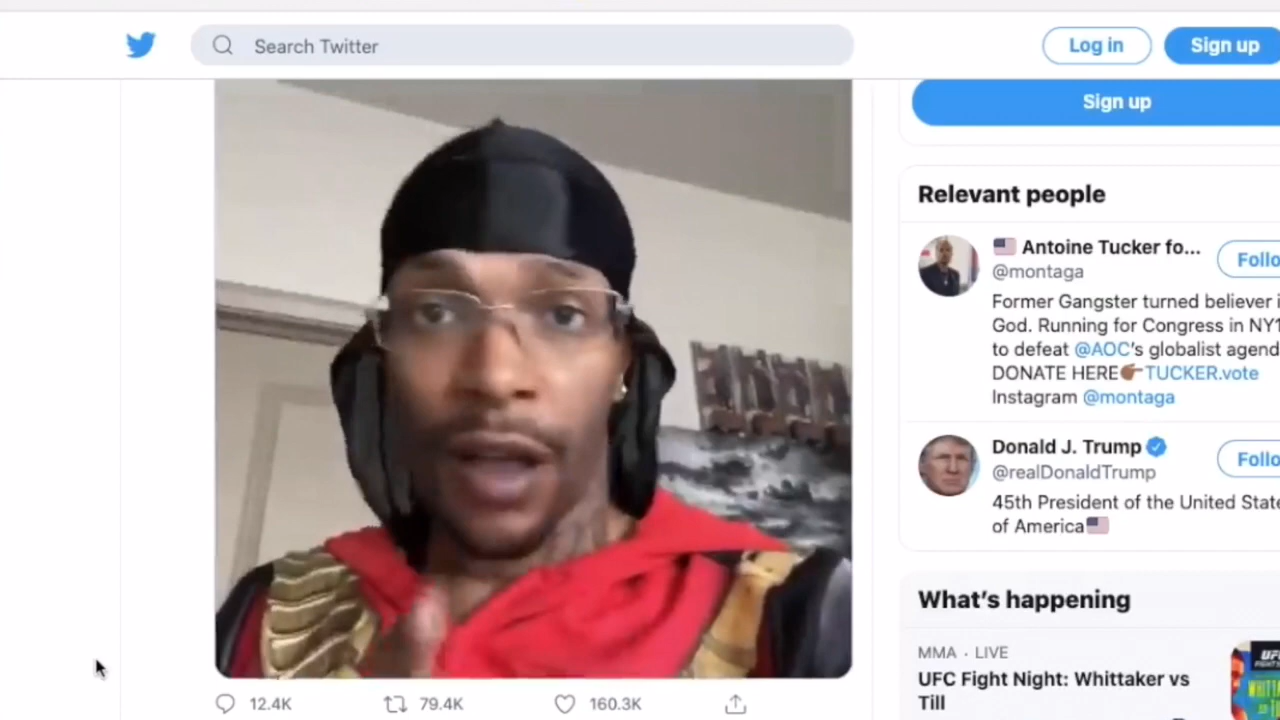 Search Twitter
Log in
Sign up
Sign up
Relevant people
Antoine Tucker fo...
@montaga
Follo
Former Gangster turned believer i
God. Running for Congress in NY1
to defeat @AOC's globalist agend
DONATE HERE TUCKER.vote
Instagram @montaga
Donald J. Trump
@realDonaldTrump
Follo
45th President of the United State
of America
What's happening
MMA · LIVE
UFC Fight Night: Whittaker vs
Till
12.4K
79.4K
160.3K